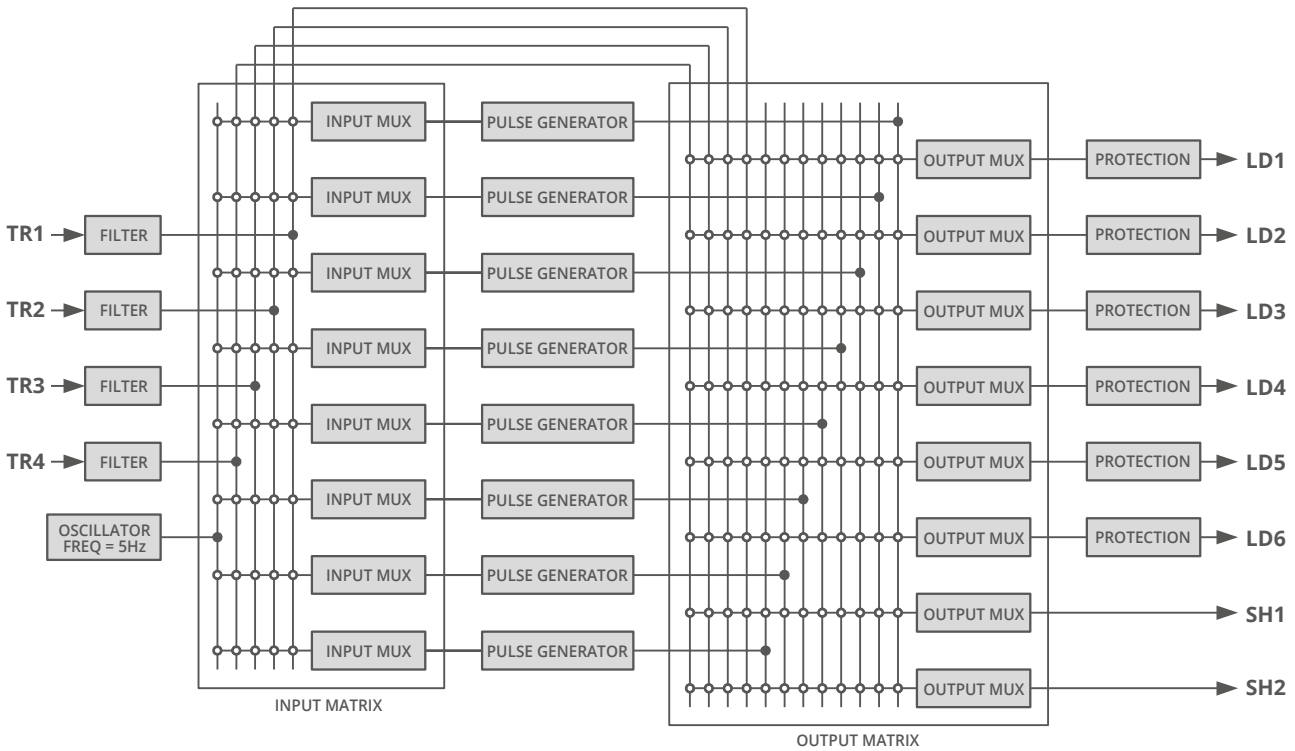 INPUT MUX PULSE GENERATOR
OUTPUT MUX PROTECTION LD1
INPUT MUX PULSE GENERATOR
TR1 FILTER OUTPUT MUX PROTECTION LD2
INPUT MUX PULSE GENERATOR
TR2 FILTER OUTPUT MUX PROTECTION LD3
INPUT MUX PULSE GENERATOR
TR3 FILTER OUTPUT MUX PROTECTION LD4
INPUT MUX PULSE GENERATOR
TR4 FILTER OUTPUT MUX PROTECTION LD5
INPUT MUX PULSE GENERATOR
OSCILLATOR
FREQ = 5Hz
OUTPUT MUX PROTECTION LD6
INPUT MUX PULSE GENERATOR
OUTPUT MUX SH1
INPUT MUX PULSE GENERATOR
OUTPUT MUX SH2
INPUT MATRIX
OUTPUT MATRIX